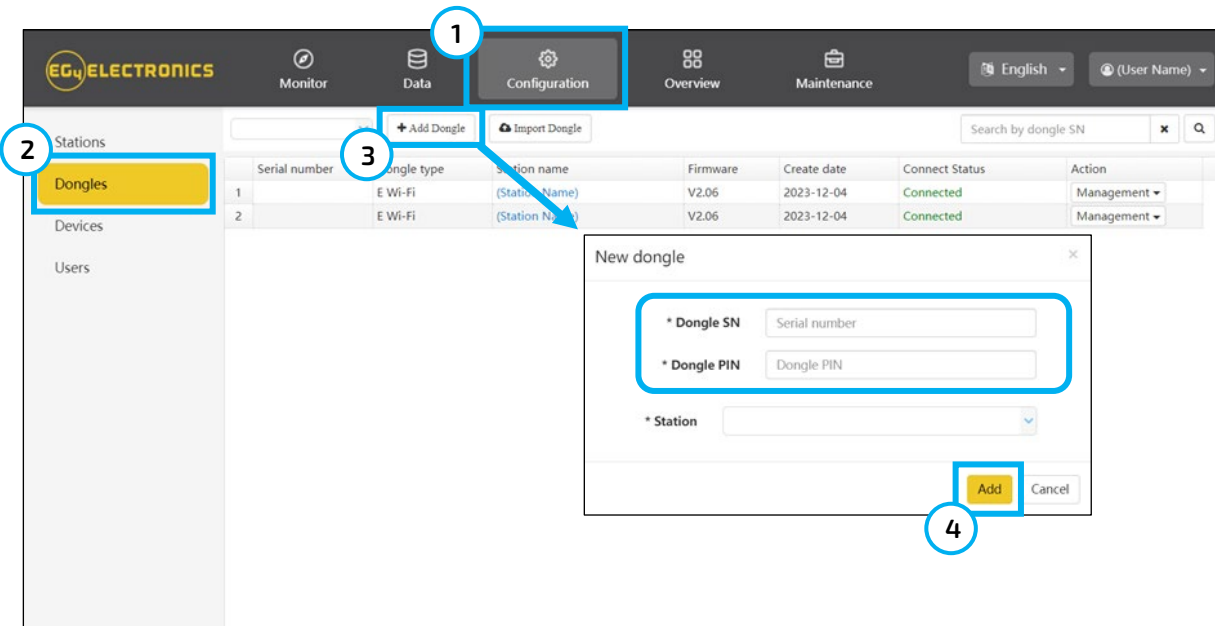 1
EG4 ELECTRONICS
Monitor
Data
Configuration
Overview
Maintenance
English
(User Name)
2
Stations
Dongles
Devices
Users
3
+ Add Dongle
Import Dongle
Search by dongle SN
Serial number Dongle type Station name Firmware Create date Connect Status Action
1 E Wi-Fi (Station Name) V2.06 2023-12-04 Connected Management
2 E Wi-Fi (Station Name) V2.06 2023-12-04 Connected Management
New dongle ×
* Dongle SN Serial number
* Dongle PIN Dongle PIN
* Station
Add Cancel
4